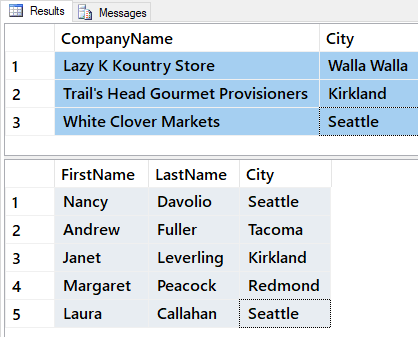 Results Messages
CompanyName City
1 Lazy K Kountry Store Walla Walla
2 Trail's Head Gourmet Provisioners Kirkland
3 White Clover Markets Seattle
FirstName LastName City
1 Nancy Davolio Seattle
2 Andrew Fuller Tacoma
3 Janet Leverling Kirkland
4 Margaret Peacock Redmond
5 Laura Callahan Seattle